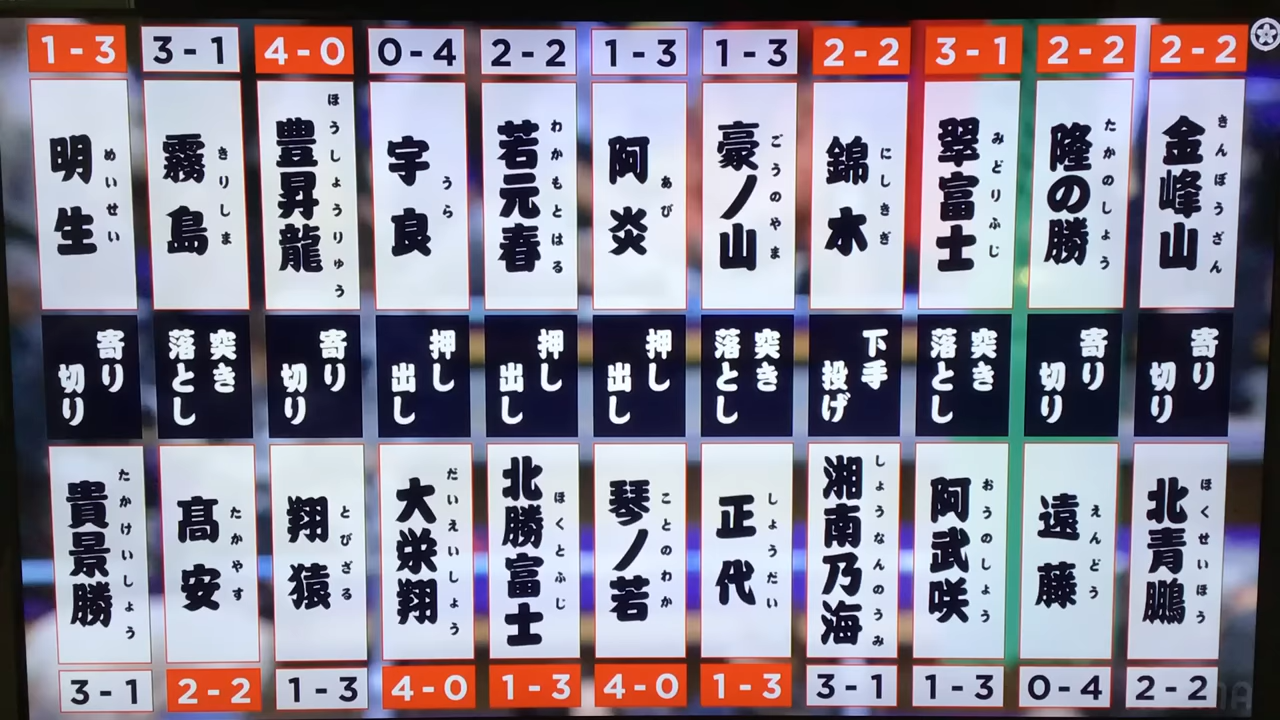 2-2
金峰山
きんぼうざん
寄り
切り
北青鵬
ほくせいほう
2-2
2-2
隆の勝
たかのしょう
寄り
切り
遠藤
えんどう
0-4
3-1
翠富士
みどりふじ
突き
落とし
阿武咲
おうのしょう
1-3
2-2
錦木
にしきぎ
下手
投げ
湘南乃海
しょうなんのうみ
3-1
1-3
豪ノ山
ごうのやま
突き
落とし
正代
しょうだい
1-3
1-3
阿炎
あび
押し
出し
琴ノ若
ことのわか
4-0
2-2
若元春
わかもとはる
押し
出し
北勝富士
ほくとふじ
1-3
0-4
宇良
うら
押し
出し
大栄翔
だいえいしょう
4-0
4-0
豊昇龍
ほうしょうりゅう
寄り
切り
翔猿
とびざる
1-3
3-1
霧島
きりしま
突き
落とし
髙安
たかやす
2-2
1-3
明生
めいせい
寄り
切り
貴景勝
たかけいしょう
3-1